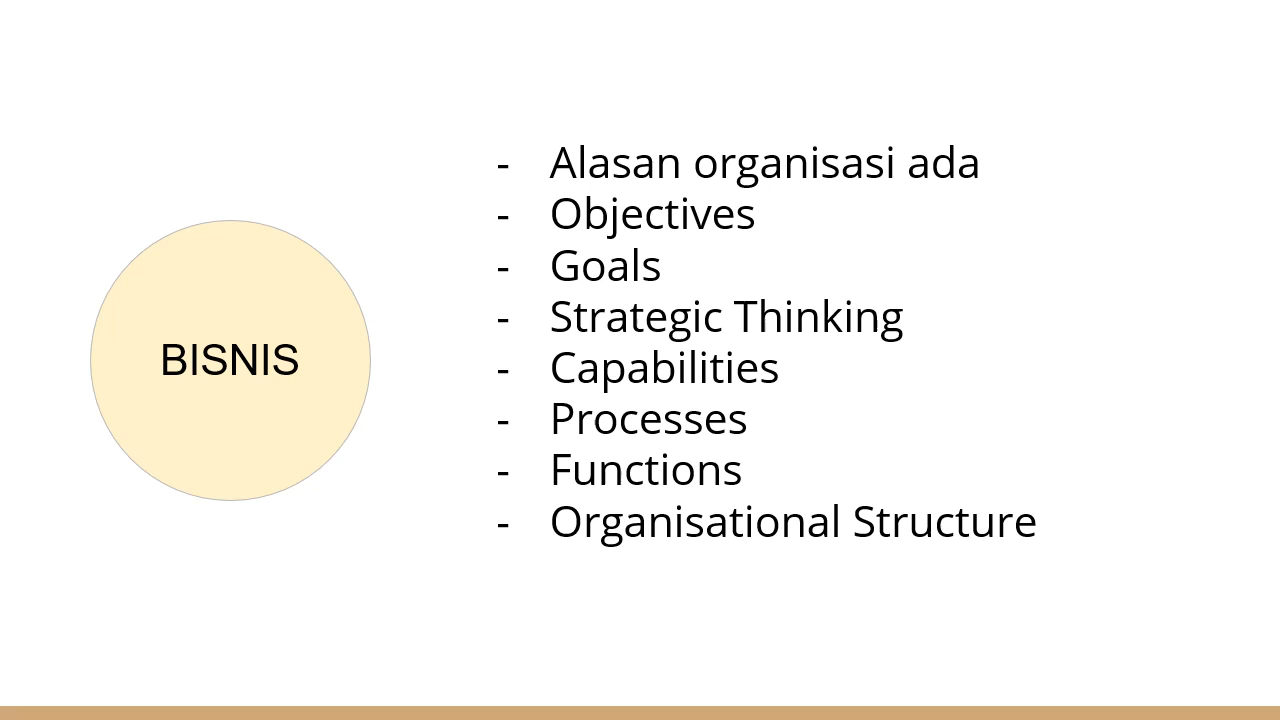 BISNIS
- Alasan organisasi ada
- Objectives
- Goals
- Strategic Thinking
- Capabilities
- Processes
- Functions
- Organisational Structure